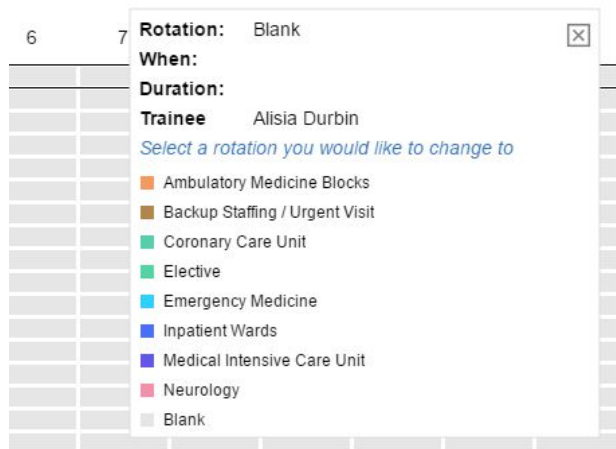 6
7
Rotation: Blank
When:
Duration:
Trainee Alisia Durbin
Select a rotation you would like to change to
Ambulatory Medicine Blocks
Backup Staffing / Urgent Visit
Coronary Care Unit
Elective
Emergency Medicine
Inpatient Wards
Medical Intensive Care Unit
Neurology
Blank